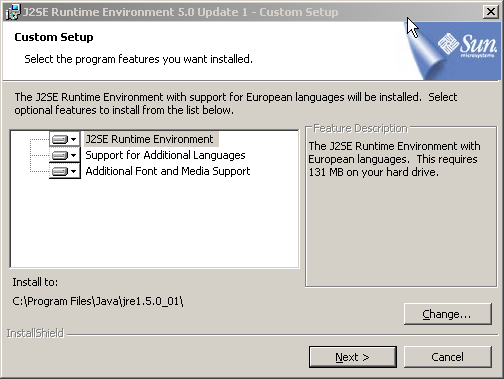 J2SE Runtime Environment 5.0 Update 1 - Custom Setup
Custom Setup
Select the program features you want installed.
Sun
microsystems
The J2SE Runtime Environment with support for European languages will be installed. Select
optional features to install from the list below.
J2SE Runtime Environment
Support for Additional Languages
Additional Font and Media Support
Feature Description
The J2SE Runtime Environment with
European languages. This requires
131 MB on your hard drive.
Install to:
C:\Program Files\Java\jre1.5.0_01\
Change...
InstallShield
Next >
Cancel